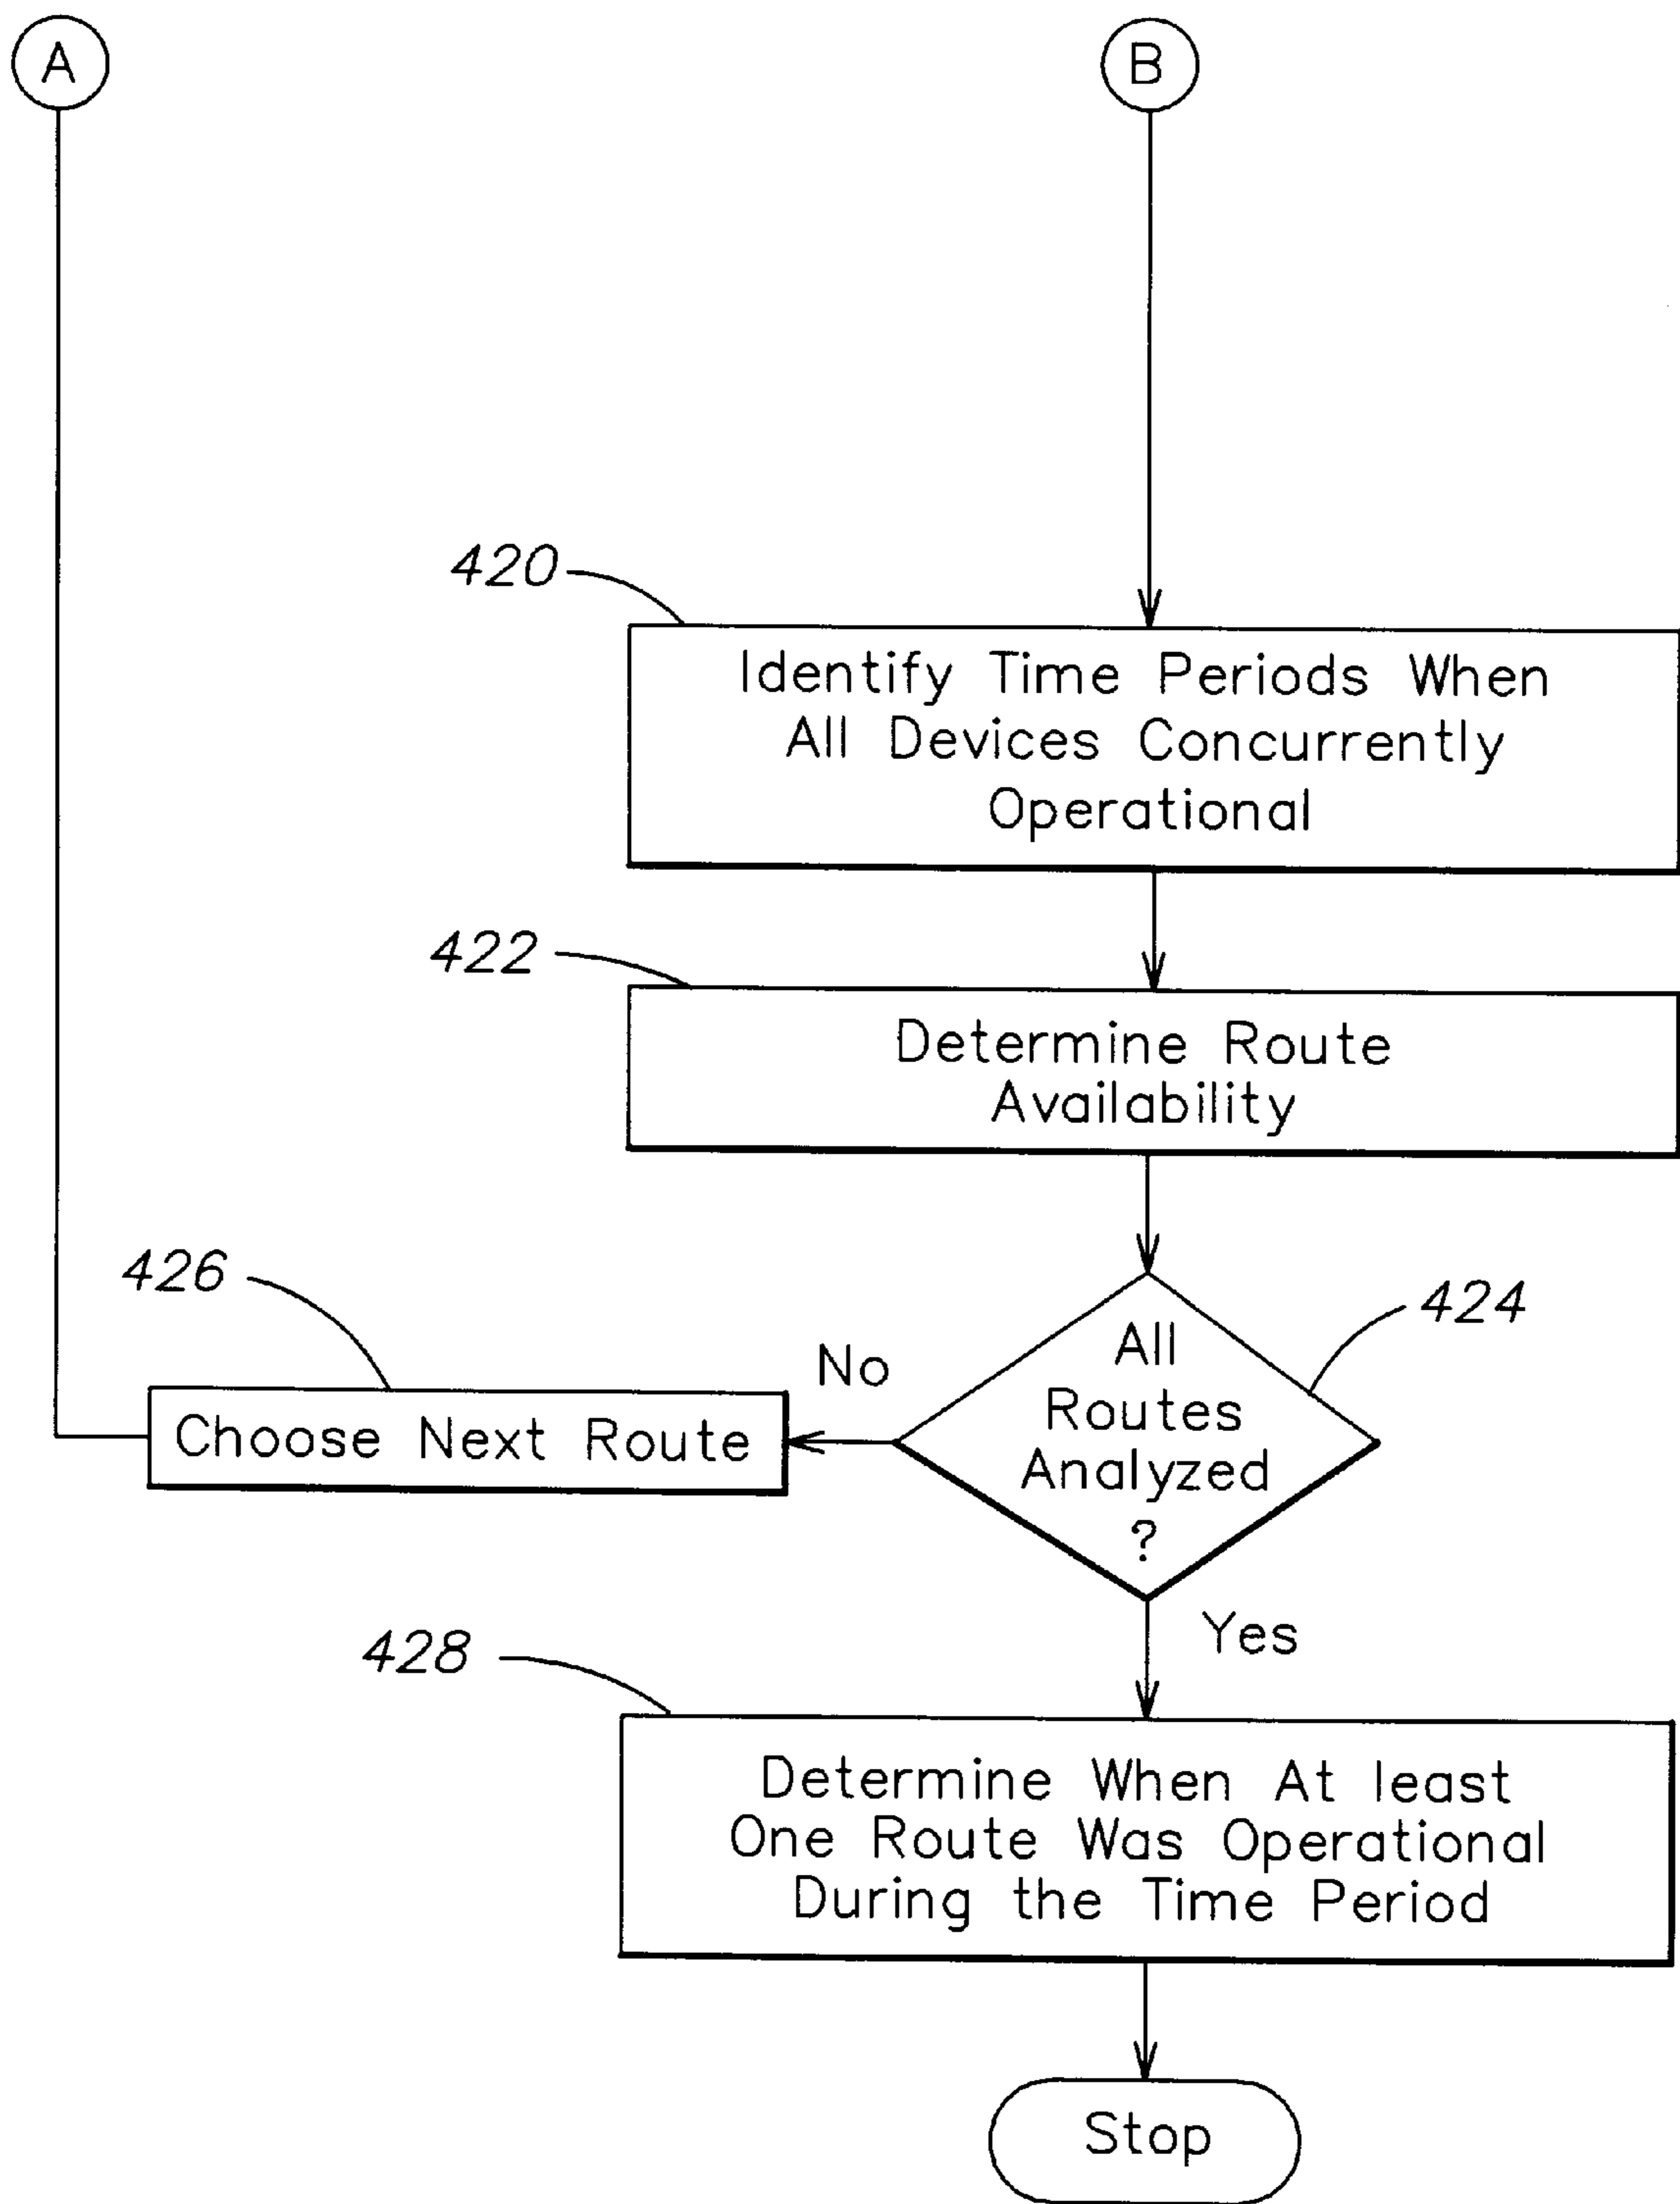 A
B
420
Identify Time Periods When
All Devices Concurrently
Operational
422
Determine Route
Availability
426
424
No
All
Routes
Analyzed
?
Choose Next Route
Yes
428
Determine When At least
One Route Was Operational
During the Time Period
Stop